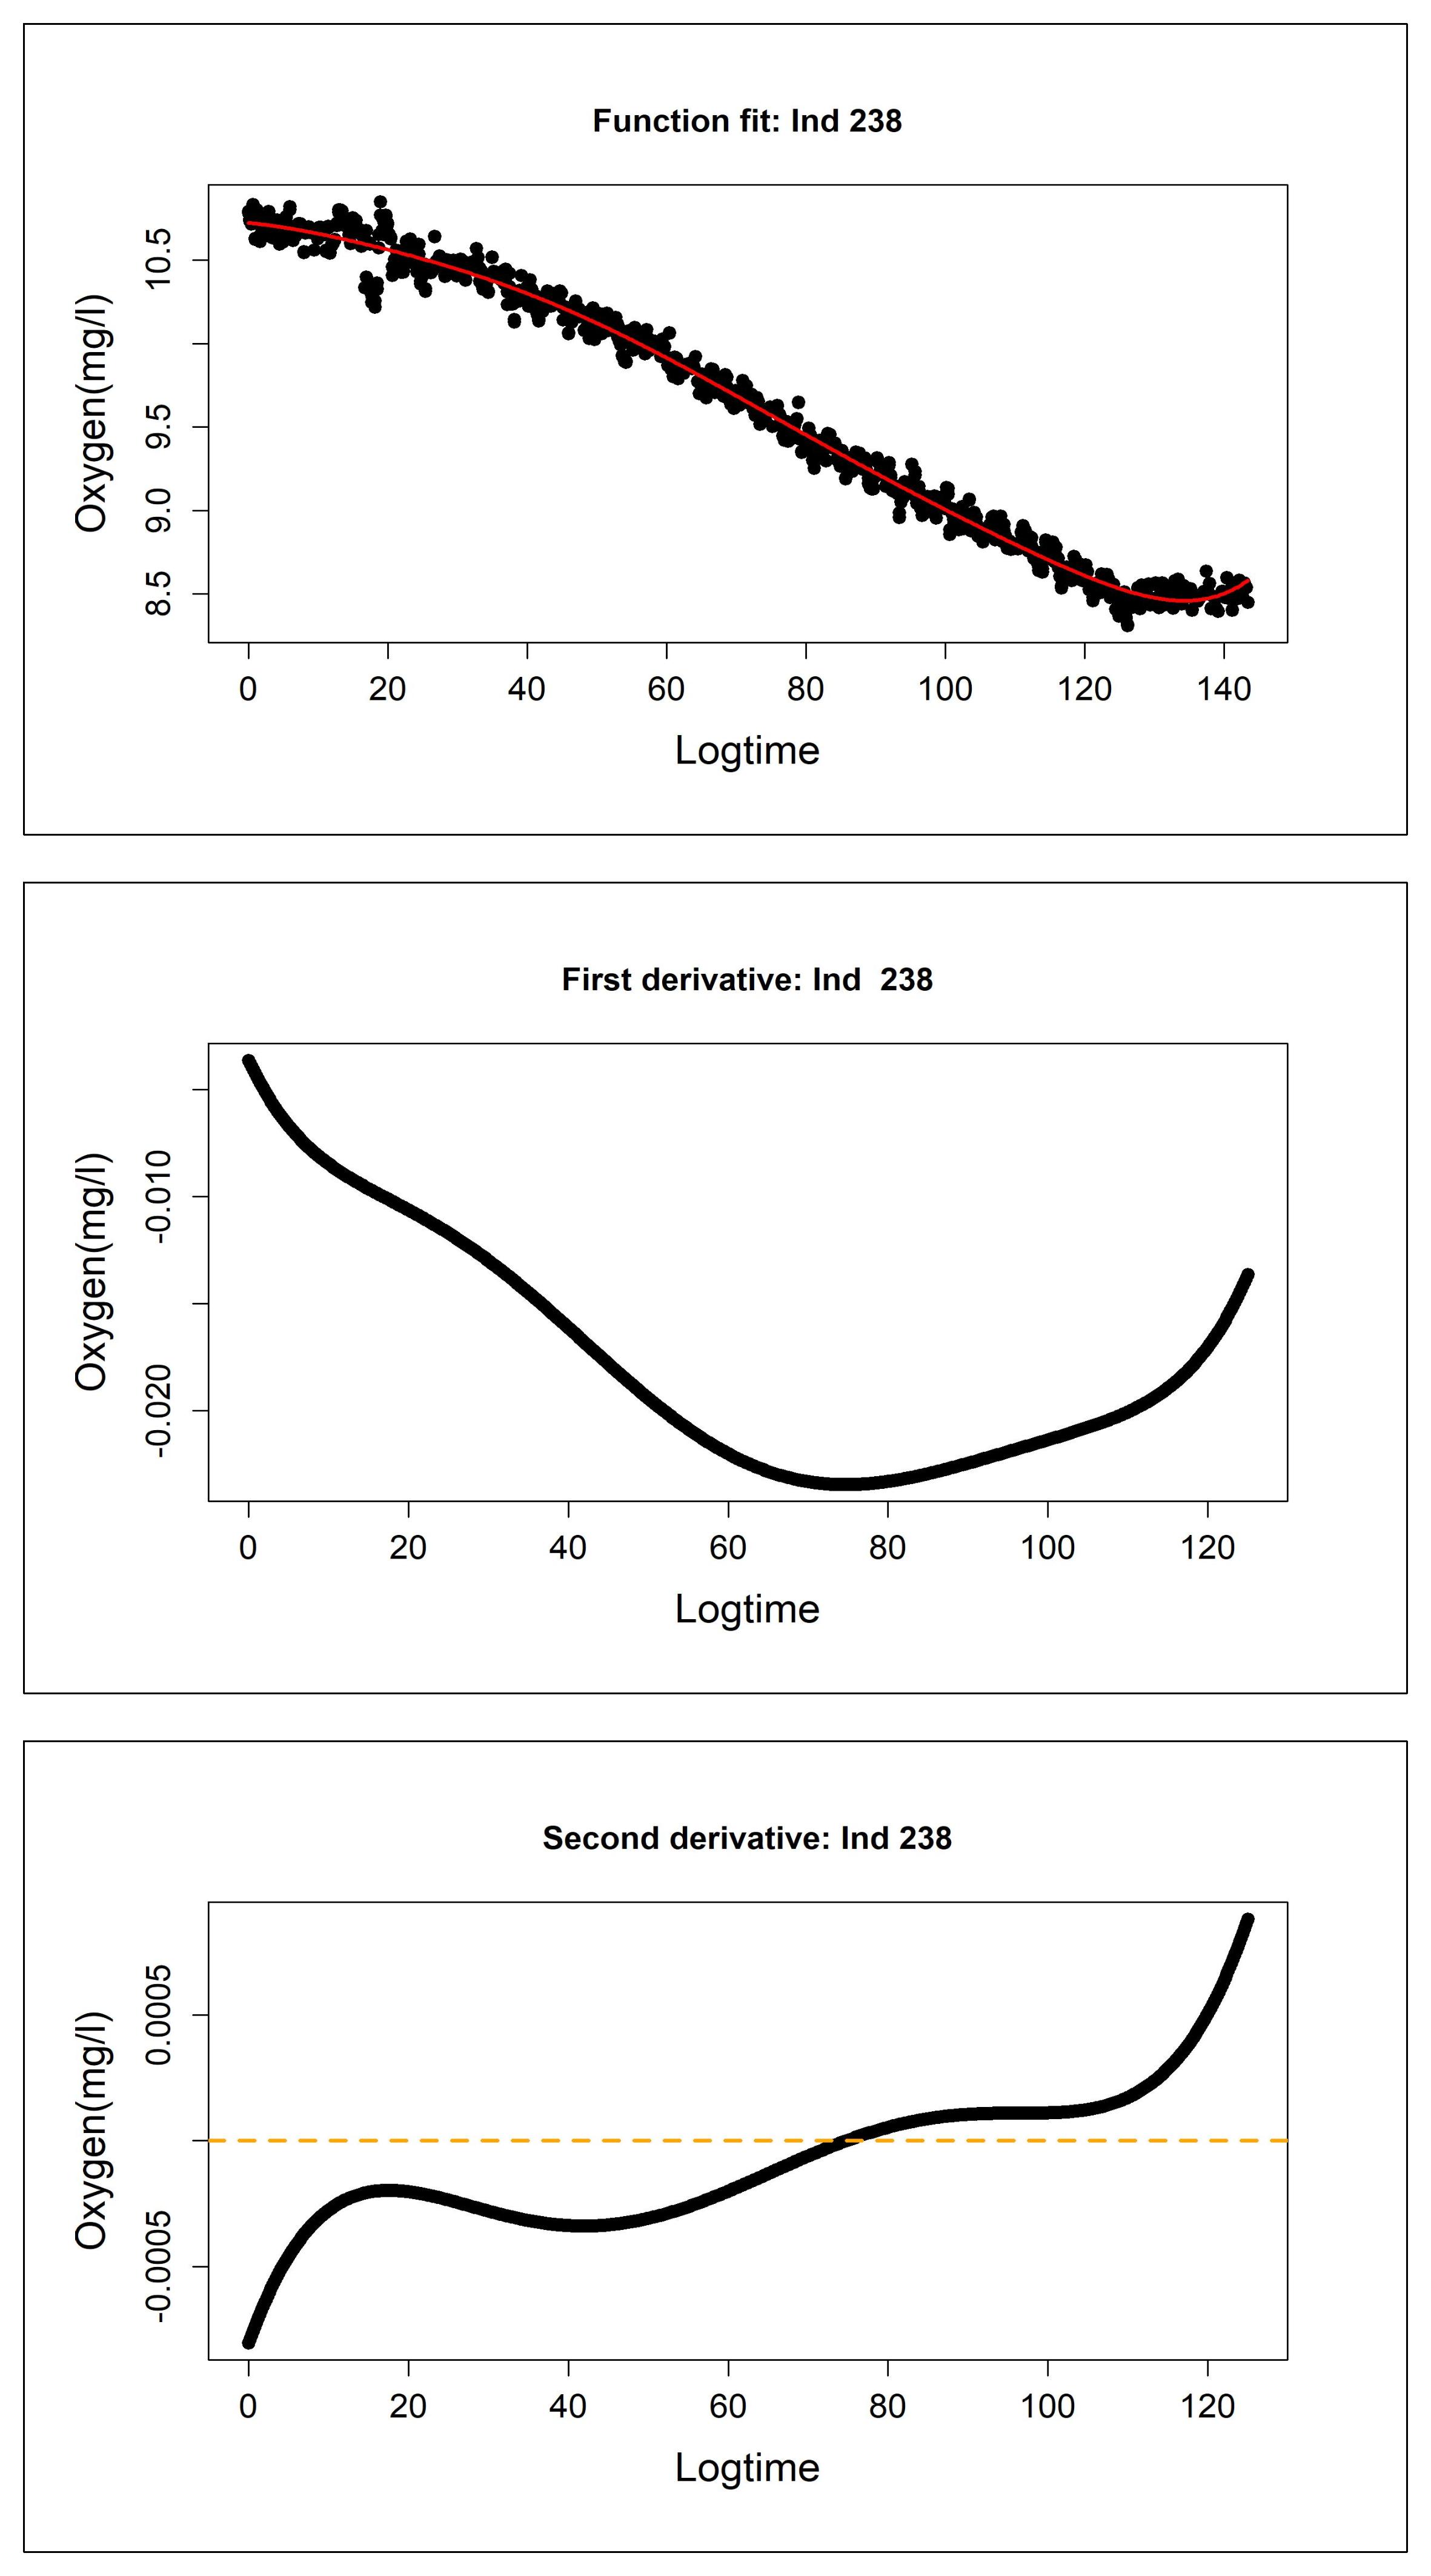 Function fit: Ind 238
Oxygen(mg/l)
10.5
9.5
9.0
8.5
0 20 40 60 80 100 120 140
Logtime
First derivative: Ind  238
Oxygen(mg/l)
-0.010
-0.020
0 20 40 60 80 100 120
Logtime
Second derivative: Ind 238
Oxygen(mg/l)
0.0005
-0.0005
0 20 40 60 80 100 120
Logtime